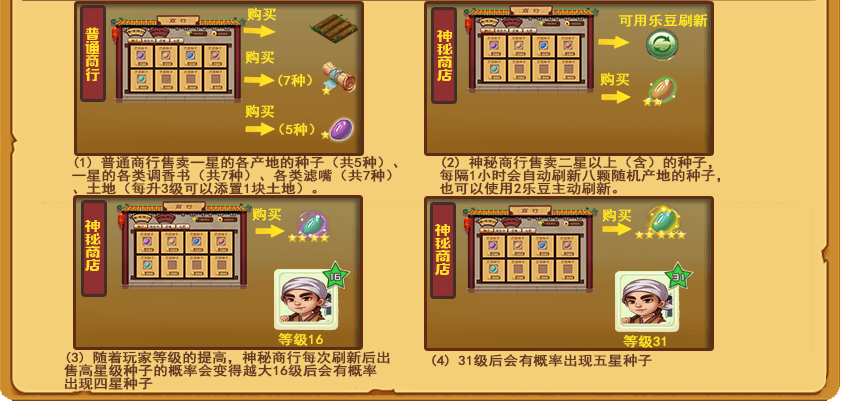 普通商行
商行
购买
购买
(7种)
购买
(5种)
(1) 普通商行售卖一星的各产地的种子（共5种）、
一星的各类调香书（共7种）、各类滤嘴（共7种）
、土地（每升3级可以添置1块土地）。
神秘商店
商行
可用乐豆刷新
购买
(2) 神秘商行售卖二星以上（含）的种子，
每隔1小时会自动刷新八颗随机产地的种子，
也可以使用2乐豆主动刷新。
神秘商店
商行
购买
16
等级16
(3) 随着玩家等级的提高，神秘商行每次刷新后出
售高星级种子的概率会变得越大16级后会有概率
出现四星种子
神秘商店
商行
购买
31
等级31
(4) 31级后会有概率出现五星种子